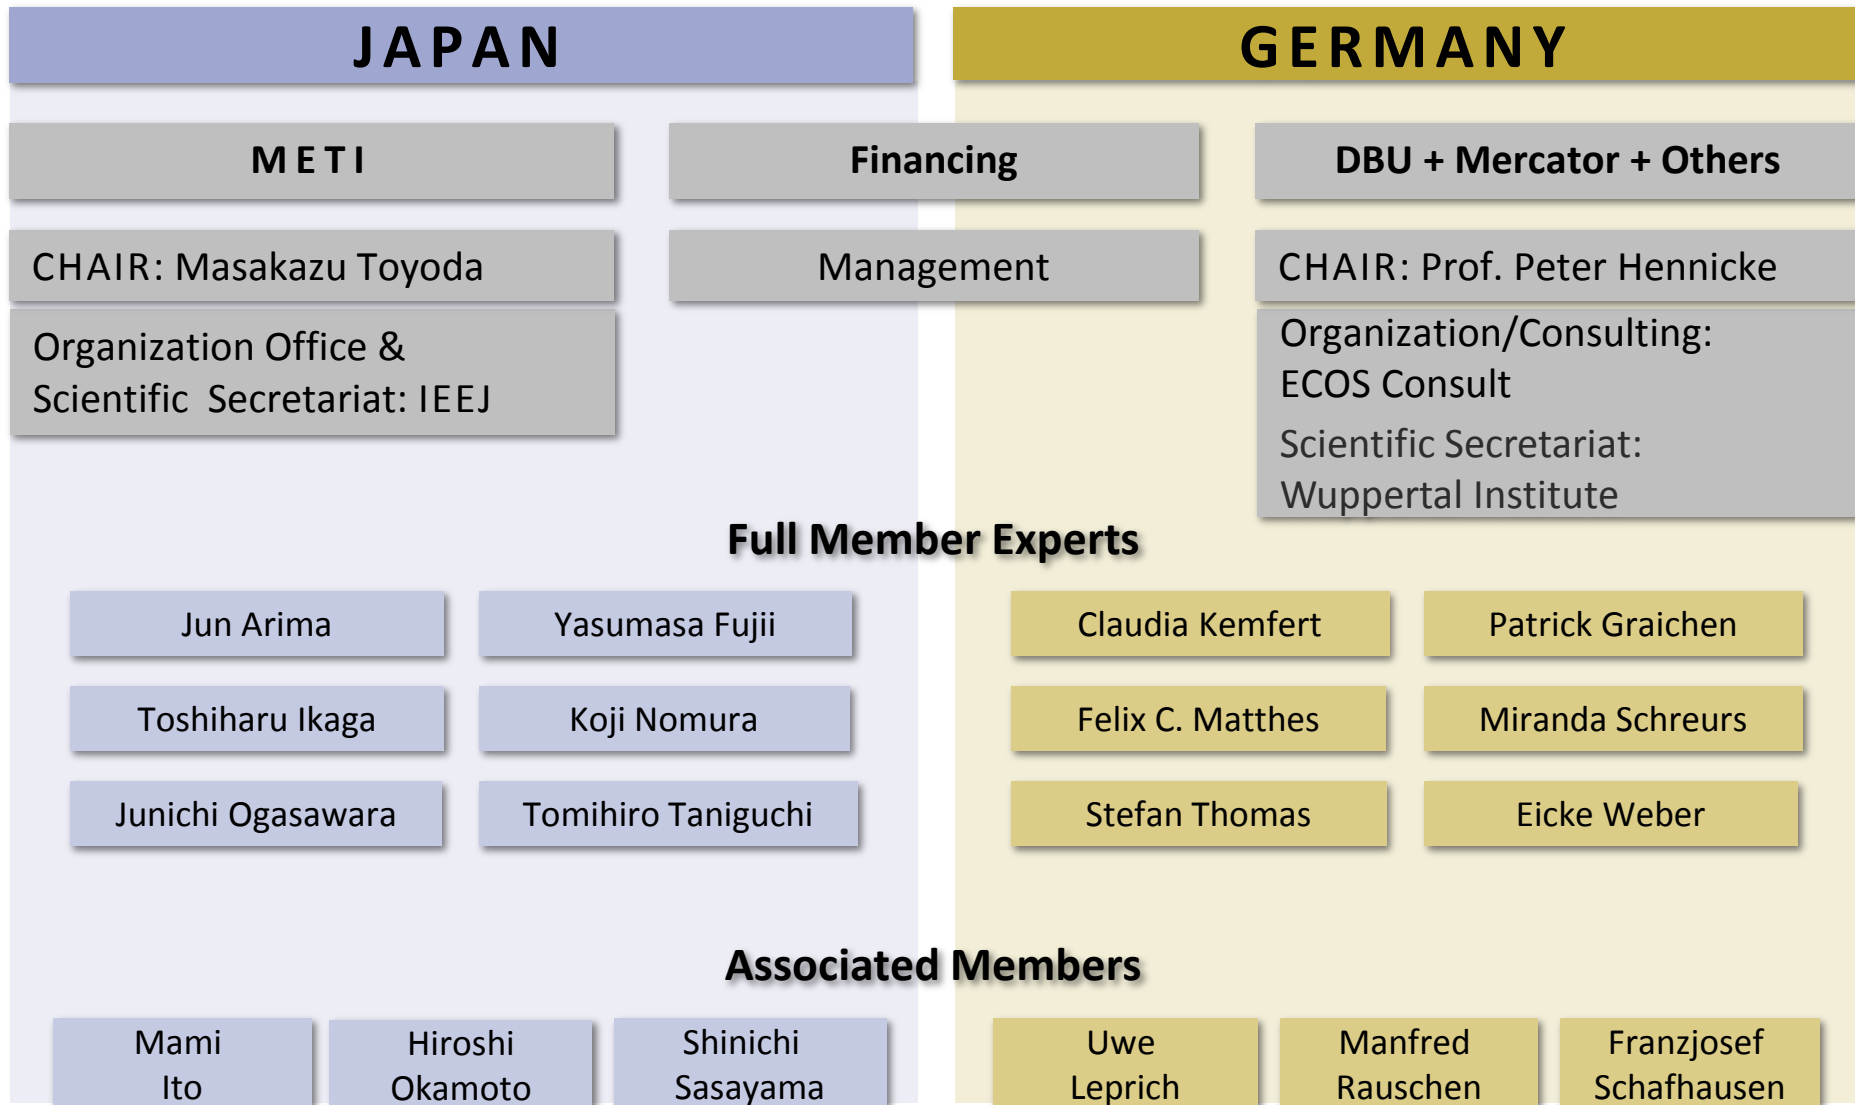 JAPAN
GERMANY
METI
Financing
DBU + Mercator + Others
CHAIR: Masakazu Toyoda
Management
CHAIR: Prof. Peter Hennicke
Organization Office &
Scientific Secretariat: IEEJ
Organization/Consulting:
ECOS Consult
Scientific Secretariat:
Wuppertal Institute
Full Member Experts
Jun Arima
Yasumasa Fujii
Claudia Kemfert
Patrick Graichen
Toshiharu Ikaga
Koji Nomura
Felix C. Matthes
Miranda Schreurs
Junichi Ogasawara
Tomihiro Taniguchi
Stefan Thomas
Eicke Weber
Associated Members
Mami
Ito
Hiroshi
Okamoto
Shinichi
Sasayama
Uwe
Leprich
Manfred
Rauschen
Franzjosef
Schafhausen